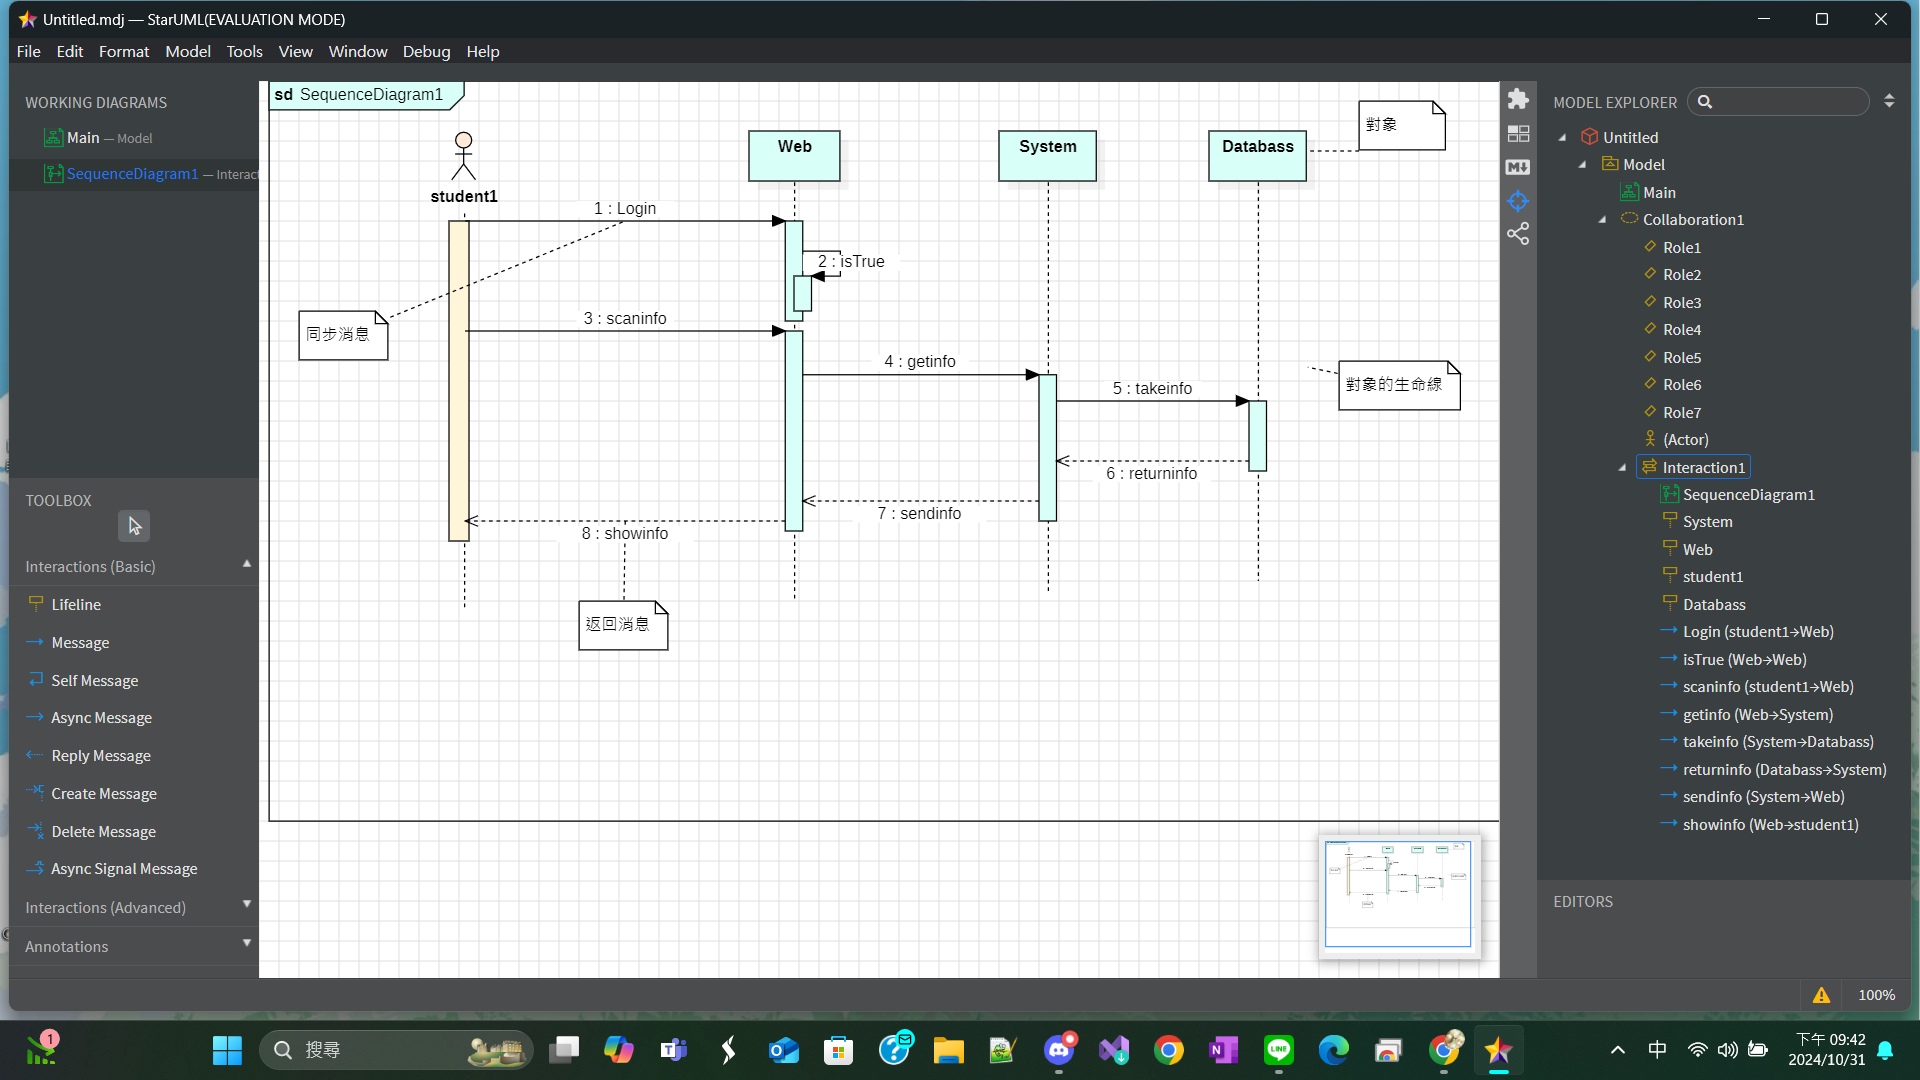 Untitled.mdj — StarUML(EVALUATION MODE)
File Edit Format Model Tools View Window Debug Help
WORKING DIAGRAMS
Main — Model
SequenceDiagram1 — Interact
TOOLBOX
Interactions (Basic)
Lifeline
Message
Self Message
Async Message
Reply Message
Create Message
Delete Message
Async Signal Message
Interactions (Advanced)
Annotations
sd SequenceDiagram1
對象
Web
System
Databass
student1
1 : Login
2 : isTrue
3 : scaninfo
同步消息
4 : getinfo
5 : takeinfo
對象的生命線
6 : returninfo
7 : sendinfo
8 : showinfo
返回消息
MODEL EXPLORER
Untitled
Model
Main
Collaboration1
Role1
Role2
Role3
Role4
Role5
Role6
Role7
(Actor)
Interaction1
SequenceDiagram1
System
Web
student1
Databass
Login (student1→Web)
isTrue (Web→Web)
scaninfo (student1→Web)
getinfo (Web→System)
takeinfo (System→Databass)
returninfo (Databass→System)
sendinfo (System→Web)
showinfo (Web→student1)
EDITORS
100%
1
搜尋
中
下午 09:42
2024/10/31